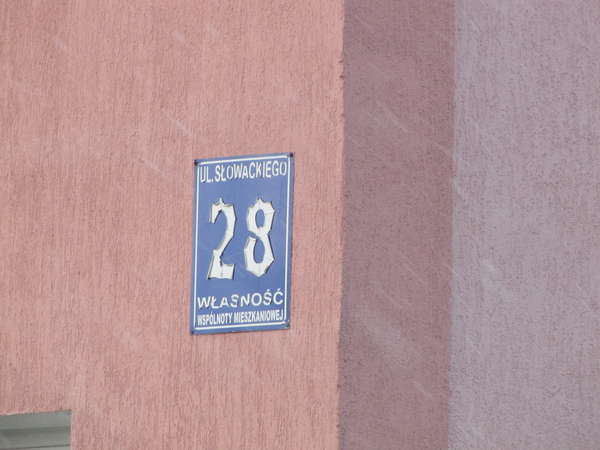 UL.SŁOWACKIEGO
28
WŁASNOŚĆ
WSPÓLNOTY MIESZKANIOWEJ